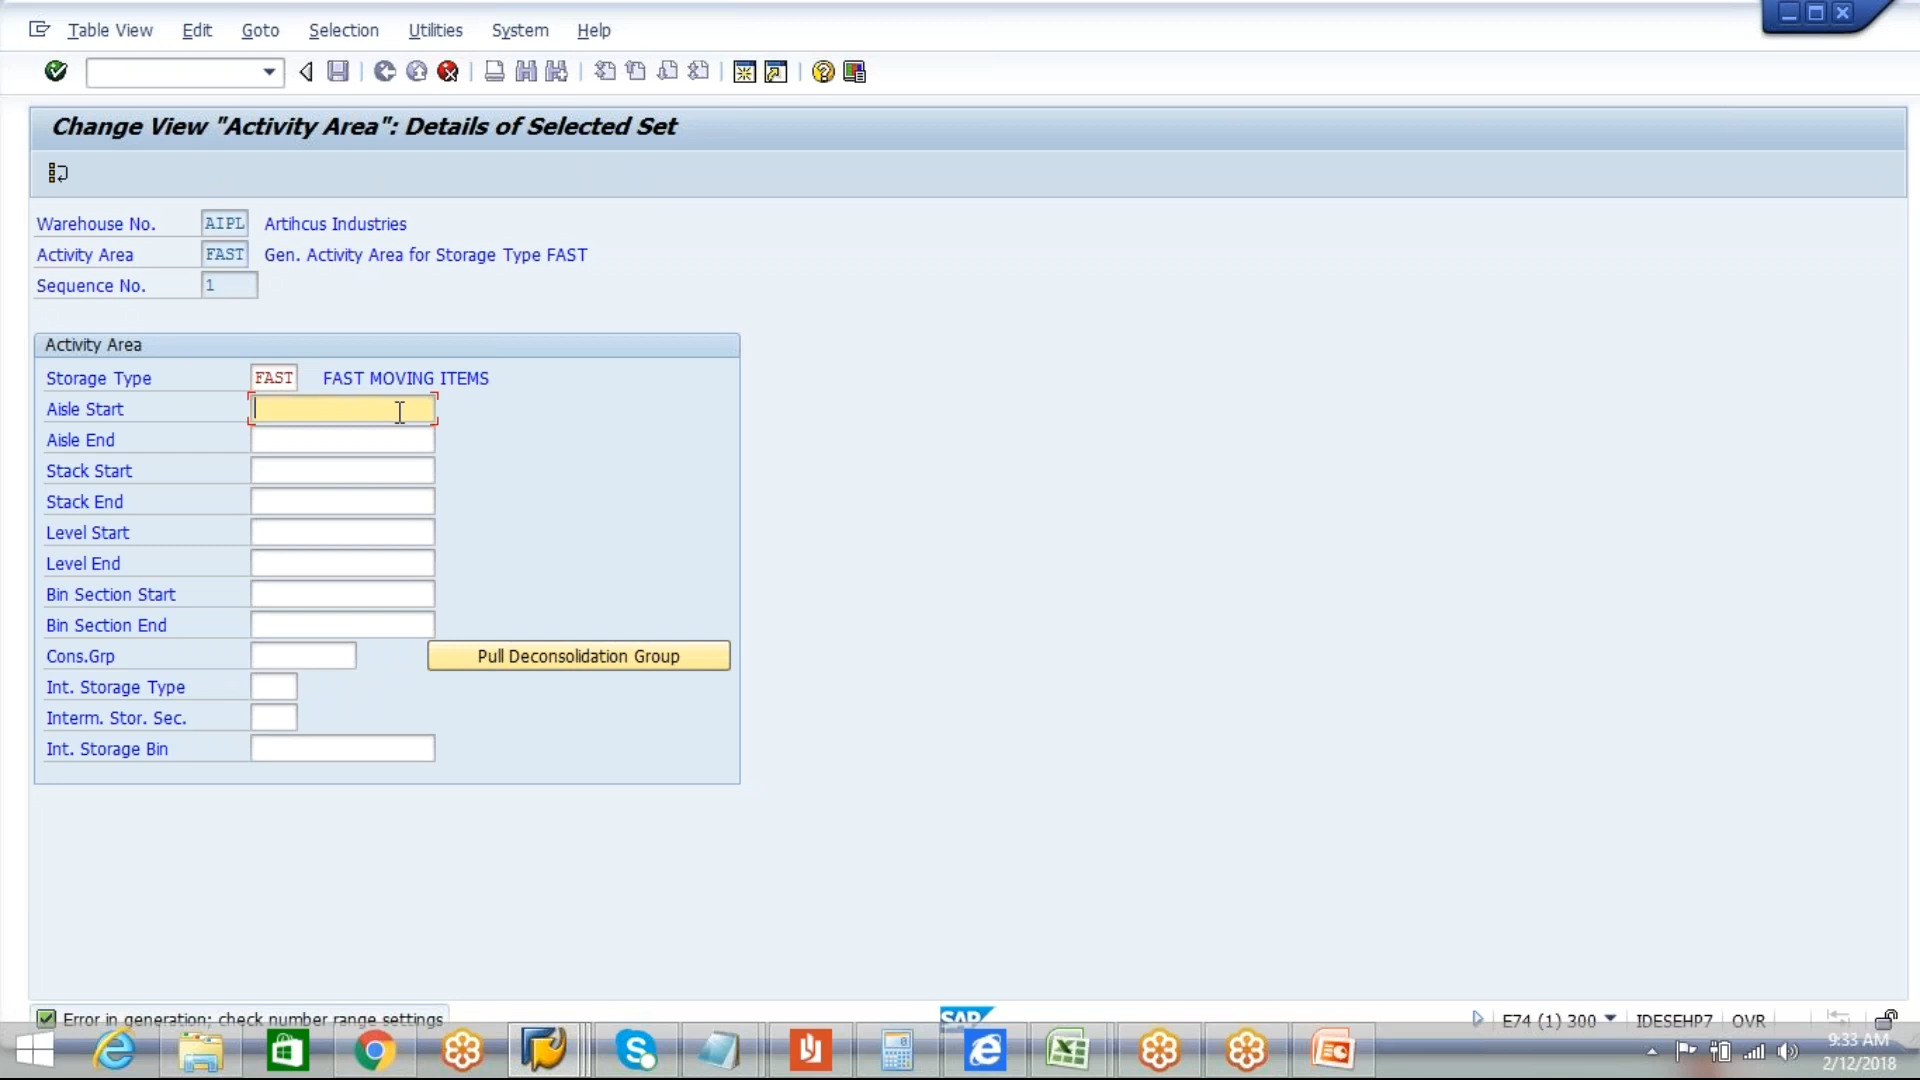 Table View Edit Goto Selection Utilities System Help
Change View "Activity Area": Details of Selected Set
Warehouse No. AIPL Artihcus Industries
Activity Area FAST Gen. Activity Area for Storage Type FAST
Sequence No. 1
Activity Area
Storage Type FAST FAST MOVING ITEMS
Aisle Start
Aisle End
Stack Start
Stack End
Level Start
Level End
Bin Section Start
Bin Section End
Cons.Grp Pull Deconsolidation Group
Int. Storage Type
Interm. Stor. Sec.
Int. Storage Bin
Error in generation; check number range settings SAP E74 (1) 300 IDESEHP7 OVR
9:33 AM
2/12/2018